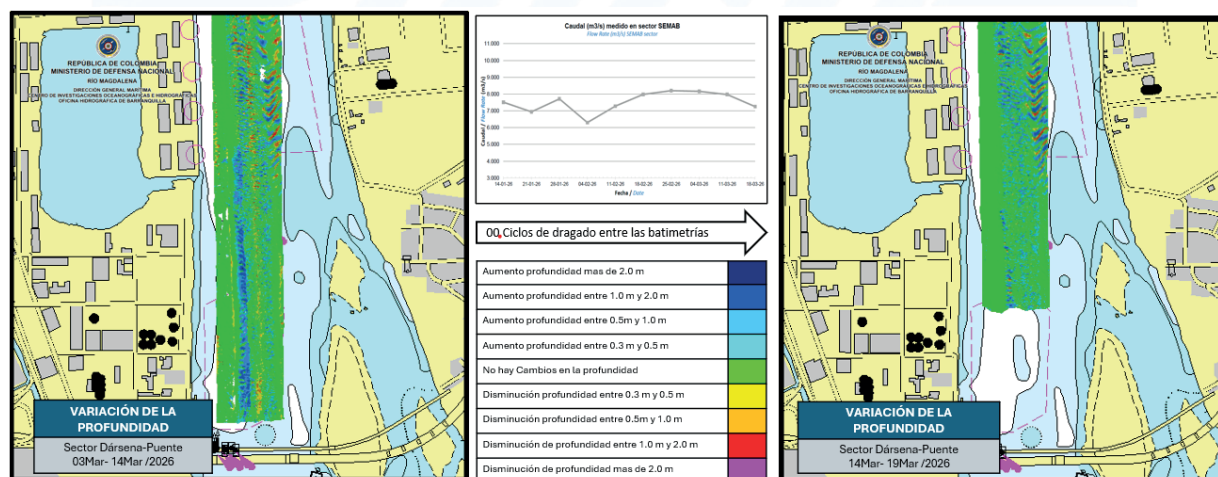 REPÚBLICA DE COLOMBIA
MINISTERIO DE DEFENSA NACIONAL
RÍO MAGDALENA
DIRECCIÓN GENERAL MARÍTIMA
CENTRO DE INVESTIGACIONES OCEANOGRÁFICAS E HIDROGRÁFICAS
OFICINA HIDROGRÁFICA DE BARRANQUILLA
VARIACIÓN DE LA
PROFUNDIDAD
Sector Dársena-Puente
03Mar- 14Mar /2026
Caudal (m3/s) medido en sector SEMAB
Flow Rate (m3/s) SEMAB sector
Caudal / Flow Rate (m3/s)
11.000
10.000
9.000
8.000
7.000
6.000
5.000
4.000
3.000
14-01-26 21-01-26 28-01-26 04-02-26 11-02-26 18-02-26 25-02-26 04-03-26 11-03-26 18-03-26
Fecha / Date
00 Ciclos de dragado entre las batimetrías
Aumento profundidad mas de 2.0 m
Aumento profundidad entre 1.0 m y 2.0 m
Aumento profundidad entre 0.5m y 1.0 m
Aumento profundidad entre 0.3 m y 0.5 m
No hay Cambios en la profundidad
Disminución profundidad entre 0.3 m y 0.5 m
Disminución profundidad entre 0.5m y 1.0 m
Disminución de profundidad entre 1.0 m y 2.0 m
Disminución de profundidad mas de 2.0 m
REPÚBLICA DE COLOMBIA
MINISTERIO DE DEFENSA NACIONAL
RÍO MAGDALENA
DIRECCIÓN GENERAL MARÍTIMA
CENTRO DE INVESTIGACIONES OCEANOGRÁFICAS E HIDROGRÁFICAS
OFICINA HIDROGRÁFICA DE BARRANQUILLA
VARIACIÓN DE LA
PROFUNDIDAD
Sector Dársena-Puente
14Mar- 19Mar /2026